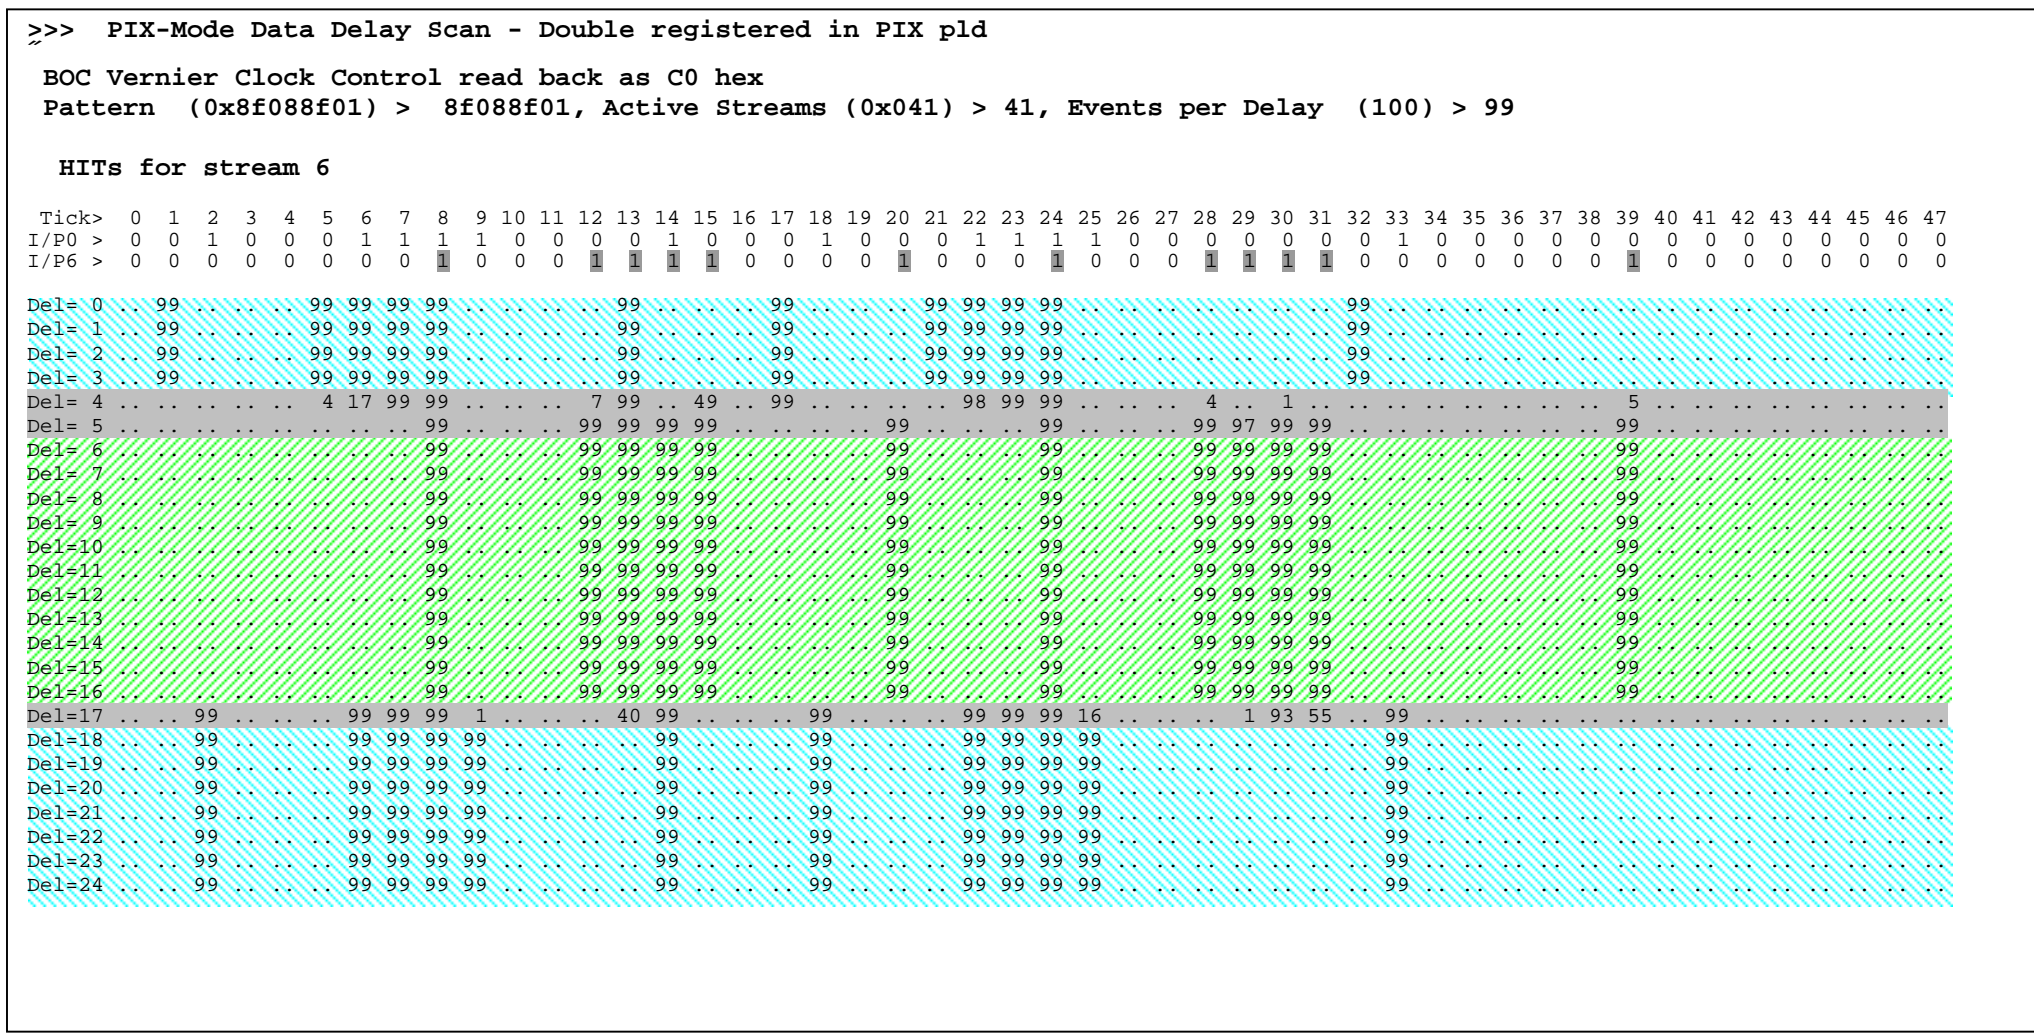 >>> PIX-Mode Data Delay Scan - Double registered in PIX pld
BOC Vernier Clock Control read back as C0 hex
Pattern (0x8f088f01) > 8f088f01, Active Streams (0x041) > 41, Events per Delay (100) > 99
HITs for stream 6
Tick> 0 1 2 3 4 5 6 7 8 9 10 11 12 13 14 15 16 17 18 19 20 21 22 23 24 25 26 27 28 29 30 31 32 33 34 35 36 37 38 39 40 41 42 43 44 45 46 47
I/P0 > 0 0 1 0 0 0 1 1 1 1 0 0 0 0 1 0 0 0 1 0 0 0 1 1 1 1 0 0 0 0 0 0 0 1 0 0 0 0 0 0 0 0 0 0 0 0 0 0
I/P6 > 0 0 0 0 0 0 0 0 1 0 0 0 1 1 1 1 0 0 0 0 1 0 0 0 1 0 0 0 1 1 1 1 0 0 0 0 0 0 0 1 0 0 0 0 0 0 0 0
Del= 0 .. 99 .. .. .. 99 99 99 99 .. .. .. .. 99 .. .. .. 99 .. .. .. 99 99 99 99 .. .. .. .. .. .. .. 99 .. .. .. .. .. .. .. .. .. .. .. .. .. .. ..
Del= 1 .. 99 .. .. .. 99 99 99 99 .. .. .. .. 99 .. .. .. 99 .. .. .. 99 99 99 99 .. .. .. .. .. .. .. 99 .. .. .. .. .. .. .. .. .. .. .. .. .. .. ..
Del= 2 .. 99 .. .. .. 99 99 99 99 .. .. .. .. 99 .. .. .. 99 .. .. .. 99 99 99 99 .. .. .. .. .. .. .. 99 .. .. .. .. .. .. .. .. .. .. .. .. .. .. ..
Del= 3 .. 99 .. .. .. 99 99 99 99 .. .. .. .. 99 .. .. .. 99 .. .. .. 99 99 99 99 .. .. .. .. .. .. .. 99 .. .. .. .. .. .. .. .. .. .. .. .. .. .. ..
Del= 4 .. .. .. .. .. 4 17 99 99 .. .. .. 7 99 .. 49 .. 99 .. .. .. .. 98 99 99 .. .. .. 4 .. 1 .. .. .. .. .. .. .. .. 5 .. .. .. .. .. .. .. ..
Del= 5 .. .. .. .. .. .. .. .. 99 .. .. .. 99 99 99 99 .. .. .. .. 99 .. .. .. 99 .. .. .. 99 97 99 99 .. .. .. .. .. .. .. 99 .. .. .. .. .. .. .. ..
Del= 6 .. .. .. .. .. .. .. .. 99 .. .. .. 99 99 99 99 .. .. .. .. 99 .. .. .. 99 .. .. .. 99 99 99 99 .. .. .. .. .. .. .. 99 .. .. .. .. .. .. .. ..
Del= 7 .. .. .. .. .. .. .. .. 99 .. .. .. 99 99 99 99 .. .. .. .. 99 .. .. .. 99 .. .. .. 99 99 99 99 .. .. .. .. .. .. .. 99 .. .. .. .. .. .. .. ..
Del= 8 .. .. .. .. .. .. .. .. 99 .. .. .. 99 99 99 99 .. .. .. .. 99 .. .. .. 99 .. .. .. 99 99 99 99 .. .. .. .. .. .. .. 99 .. .. .. .. .. .. .. ..
Del= 9 .. .. .. .. .. .. .. .. 99 .. .. .. 99 99 99 99 .. .. .. .. 99 .. .. .. 99 .. .. .. 99 99 99 99 .. .. .. .. .. .. .. 99 .. .. .. .. .. .. .. ..
Del=10 .. .. .. .. .. .. .. .. 99 .. .. .. 99 99 99 99 .. .. .. .. 99 .. .. .. 99 .. .. .. 99 99 99 99 .. .. .. .. .. .. .. 99 .. .. .. .. .. .. .. ..
Del=11 .. .. .. .. .. .. .. .. 99 .. .. .. 99 99 99 99 .. .. .. .. 99 .. .. .. 99 .. .. .. 99 99 99 99 .. .. .. .. .. .. .. 99 .. .. .. .. .. .. .. ..
Del=12 .. .. .. .. .. .. .. .. 99 .. .. .. 99 99 99 99 .. .. .. .. 99 .. .. .. 99 .. .. .. 99 99 99 99 .. .. .. .. .. .. .. 99 .. .. .. .. .. .. .. ..
Del=13 .. .. .. .. .. .. .. .. 99 .. .. .. 99 99 99 99 .. .. .. .. 99 .. .. .. 99 .. .. .. 99 99 99 99 .. .. .. .. .. .. .. 99 .. .. .. .. .. .. .. ..
Del=14 .. .. .. .. .. .. .. .. 99 .. .. .. 99 99 99 99 .. .. .. .. 99 .. .. .. 99 .. .. .. 99 99 99 99 .. .. .. .. .. .. .. 99 .. .. .. .. .. .. .. ..
Del=15 .. .. .. .. .. .. .. .. 99 .. .. .. 99 99 99 99 .. .. .. .. 99 .. .. .. 99 .. .. .. 99 99 99 99 .. .. .. .. .. .. .. 99 .. .. .. .. .. .. .. ..
Del=16 .. .. .. .. .. .. .. .. 99 .. .. .. 99 99 99 99 .. .. .. .. 99 .. .. .. 99 .. .. .. 99 99 99 99 .. .. .. .. .. .. .. 99 .. .. .. .. .. .. .. ..
Del=17 .. .. 99 .. .. .. 99 99 99 1 .. .. .. 40 99 .. .. .. 99 .. .. .. 99 99 99 16 .. .. .. 1 93 55 .. 99 .. .. .. .. .. .. .. .. .. .. .. .. .. ..
Del=18 .. .. 99 .. .. .. 99 99 99 99 .. .. .. .. 99 .. .. .. 99 .. .. .. 99 99 99 99 .. .. .. .. .. .. .. 99 .. .. .. .. .. .. .. .. .. .. .. .. .. ..
Del=19 .. .. 99 .. .. .. 99 99 99 99 .. .. .. .. 99 .. .. .. 99 .. .. .. 99 99 99 99 .. .. .. .. .. .. .. 99 .. .. .. .. .. .. .. .. .. .. .. .. .. ..
Del=20 .. .. 99 .. .. .. 99 99 99 99 .. .. .. .. 99 .. .. .. 99 .. .. .. 99 99 99 99 .. .. .. .. .. .. .. 99 .. .. .. .. .. .. .. .. .. .. .. .. .. ..
Del=21 .. .. 99 .. .. .. 99 99 99 99 .. .. .. .. 99 .. .. .. 99 .. .. .. 99 99 99 99 .. .. .. .. .. .. .. 99 .. .. .. .. .. .. .. .. .. .. .. .. .. ..
Del=22 .. .. 99 .. .. .. 99 99 99 99 .. .. .. .. 99 .. .. .. 99 .. .. .. 99 99 99 99 .. .. .. .. .. .. .. 99 .. .. .. .. .. .. .. .. .. .. .. .. .. ..
Del=23 .. .. 99 .. .. .. 99 99 99 99 .. .. .. .. 99 .. .. .. 99 .. .. .. 99 99 99 99 .. .. .. .. .. .. .. 99 .. .. .. .. .. .. .. .. .. .. .. .. .. ..
Del=24 .. .. 99 .. .. .. 99 99 99 99 .. .. .. .. 99 .. .. .. 99 .. .. .. 99 99 99 99 .. .. .. .. .. .. .. 99 .. .. .. .. .. .. .. .. .. .. .. .. .. ..